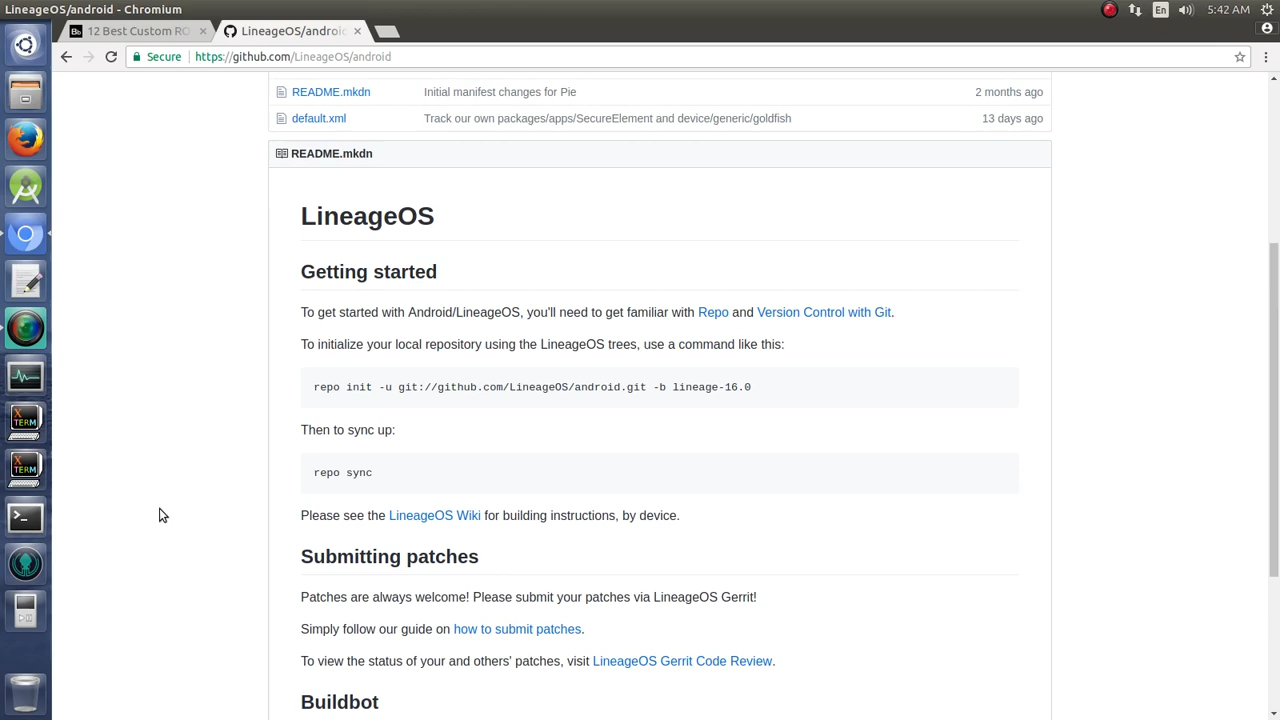 LineageOS/android - Chromium
En
5:42 AM
12 Best Custom RO
LineageOS/androi
Secure
https://github.com/LineageOS/android
README.mkdn Initial manifest changes for Pie 2 months ago
default.xml Track our own packages/apps/SecureElement and device/generic/goldfish 13 days ago
README.mkdn
LineageOS
Getting started
To get started with Android/LineageOS, you'll need to get familiar with Repo and Version Control with Git.
To initialize your local repository using the LineageOS trees, use a command like this:
repo init -u git://github.com/LineageOS/android.git -b lineage-16.0
Then to sync up:
repo sync
Please see the LineageOS Wiki for building instructions, by device.
Submitting patches
Patches are always welcome! Please submit your patches via LineageOS Gerrit!
Simply follow our guide on how to submit patches.
To view the status of your and others' patches, visit LineageOS Gerrit Code Review.
Buildbot
X
TERM
X
TERM